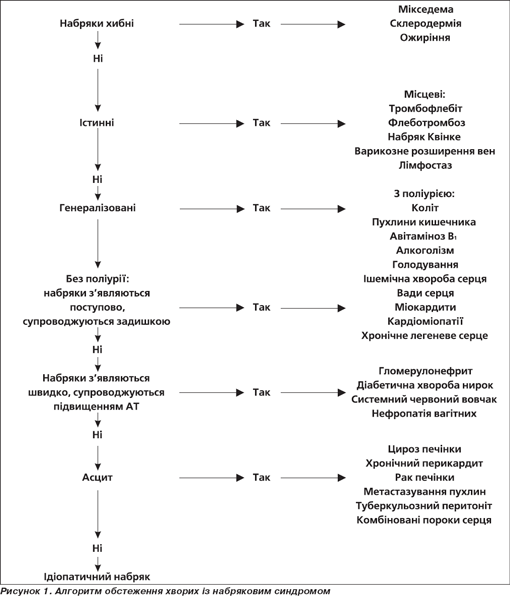 Набряки хибні
Так
Мікседема
Склеродермія
Ожиріння
Ні
Істинні
Так
Місцеві:
Тромбофлебіт
Флеботромбоз
Набряк Квінке
Варикозне розширення вен
Лімфостаз
Ні
Генералізовані
Так
З поліурією:
Коліт
Пухлини кишечника
Авітаміноз В₁
Алкоголізм
Голодування
Без поліурії:
набряки з’являються
поступово,
супроводжуються задишкою
Так
Ішемічна хвороба серця
Вади серця
Міокардити
Кардіоміопатії
Хронічне легеневе серце
Ні
Набряки з’являються
швидко, супроводжуються
підвищенням АТ
Так
Гломерулонефрит
Діабетична хвороба нирок
Системний червоний вовчак
Нефропатія вагітних
Ні
Асцит
Так
Цироз печінки
Хронічний перикардит
Рак печінки
Метастазування пухлин
Туберкульозний перитоніт
Комбіновані пороки серця
Ні
Ідіопатичний набряк
Рисунок 1. Алгоритм обстеження хворих із набряковим синдромом